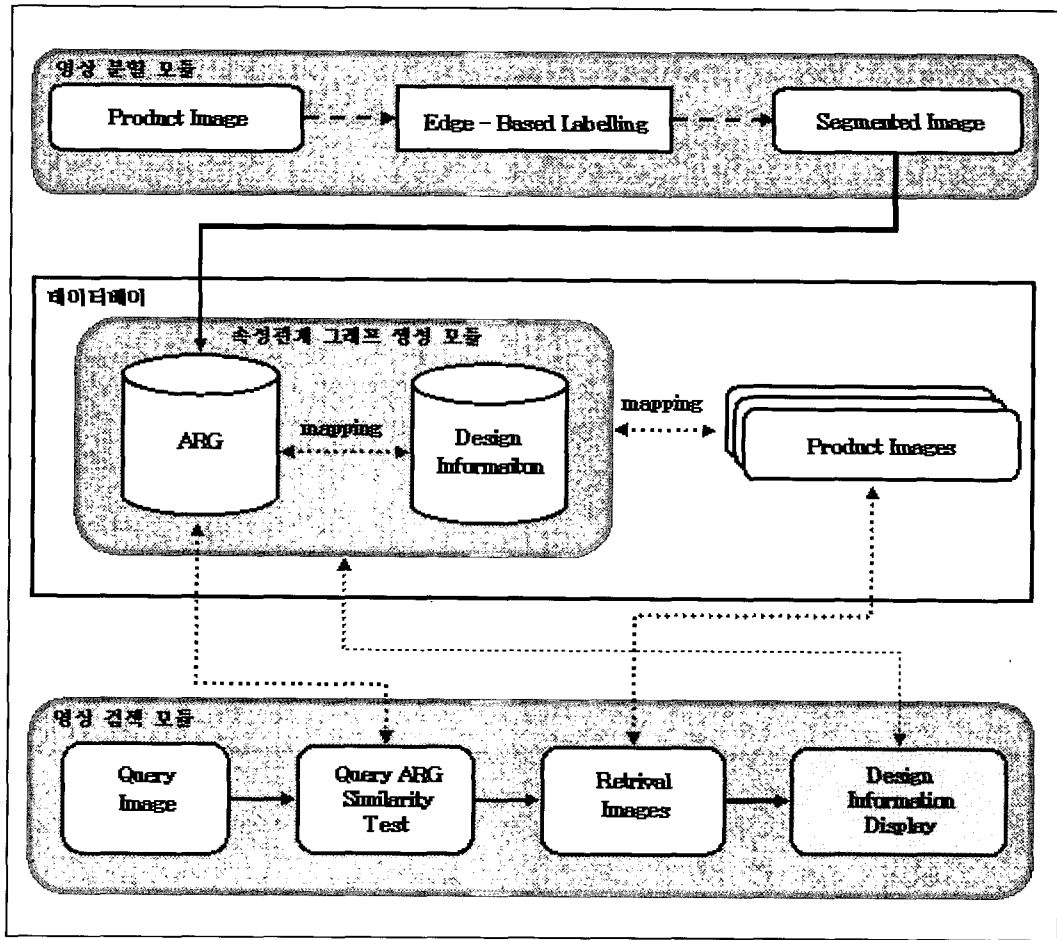 영상 분할 모듈
Product Image
Edge - Based Labelling
Segmented Image
데이터베이
속성관계 그래프 생성 모듈
ARG
mapping
Design
Informaiton
mapping
Product Images
영상 검색 모듈
Query
Image
Query ARG
Similarity
Test
Retrival
Images
Design
Information
Display